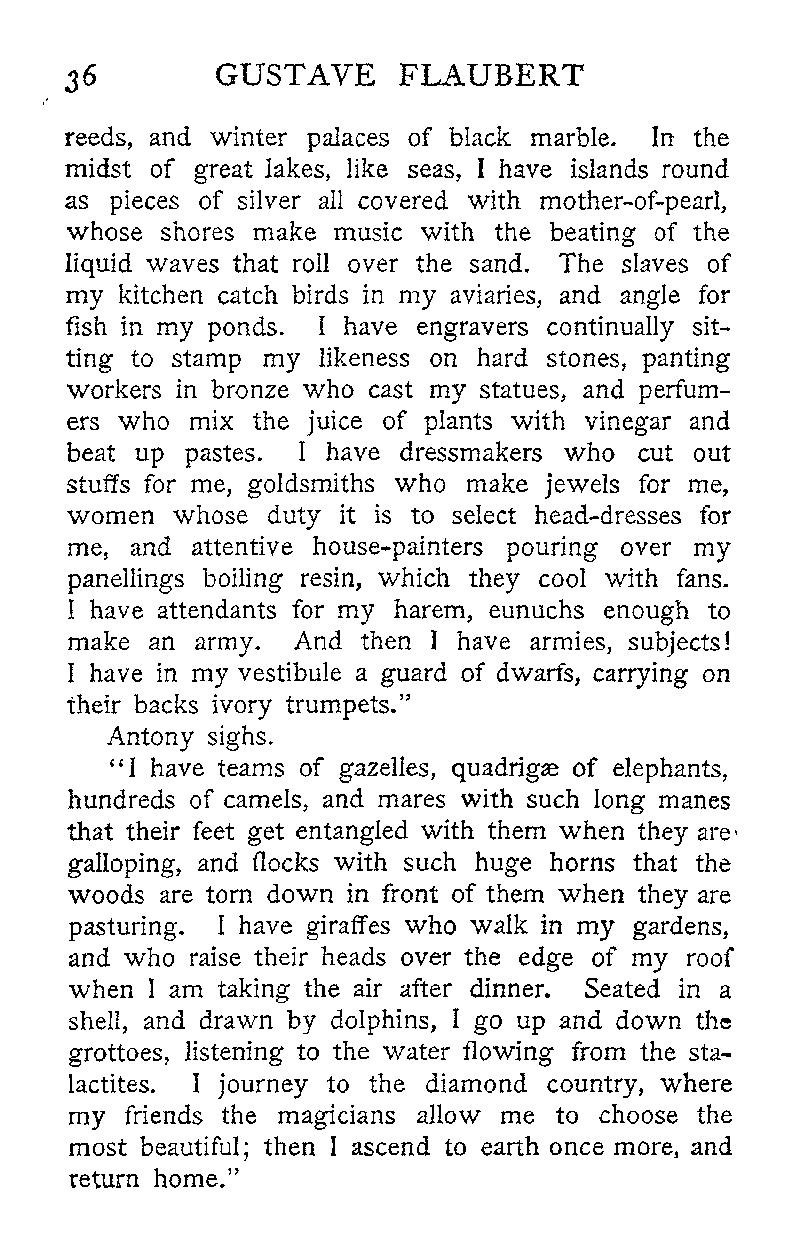 36 GUSTAVE FLAUBERT
reeds, and winter palaces of black marble. In the
midst of great lakes, like seas, I have islands round
as pieces of silver all covered with mother-of-pearl,
whose shores make music with the beating of the
liquid waves that roll over the sand. The slaves of
my kitchen catch birds in my aviaries, and angle for
fish in my ponds. I have engravers continually sit-
ting to stamp my likeness on hard stones, panting
workers in bronze who cast my statues, and perfum-
ers who mix the juice of plants with vinegar and
beat up pastes. I have dressmakers who cut out
stuffs for me, goldsmiths who make jewels for me,
women whose duty it is to select head-dresses for
me, and attentive house-painters pouring over my
panellings boiling resin, which they cool with fans.
I have attendants for my harem, eunuchs enough to
make an army. And then I have armies, subjects!
I have in my vestibule a guard of dwarfs, carrying on
their backs ivory trumpets.”
Antony sighs.
“I have teams of gazelles, quadrigæ of elephants,
hundreds of camels, and mares with such long manes
that their feet get entangled with them when they are
galloping, and flocks with such huge horns that the
woods are torn down in front of them when they are
pasturing. I have giraffes who walk in my gardens,
and who raise their heads over the edge of my roof
when I am taking the air after dinner. Seated in a
shell, and drawn by dolphins, I go up and down the
grottoes, listening to the water flowing from the sta-
lactites. I journey to the diamond country, where
my friends the magicians allow me to choose the
most beautiful; then I ascend to earth once more, and
return home.”